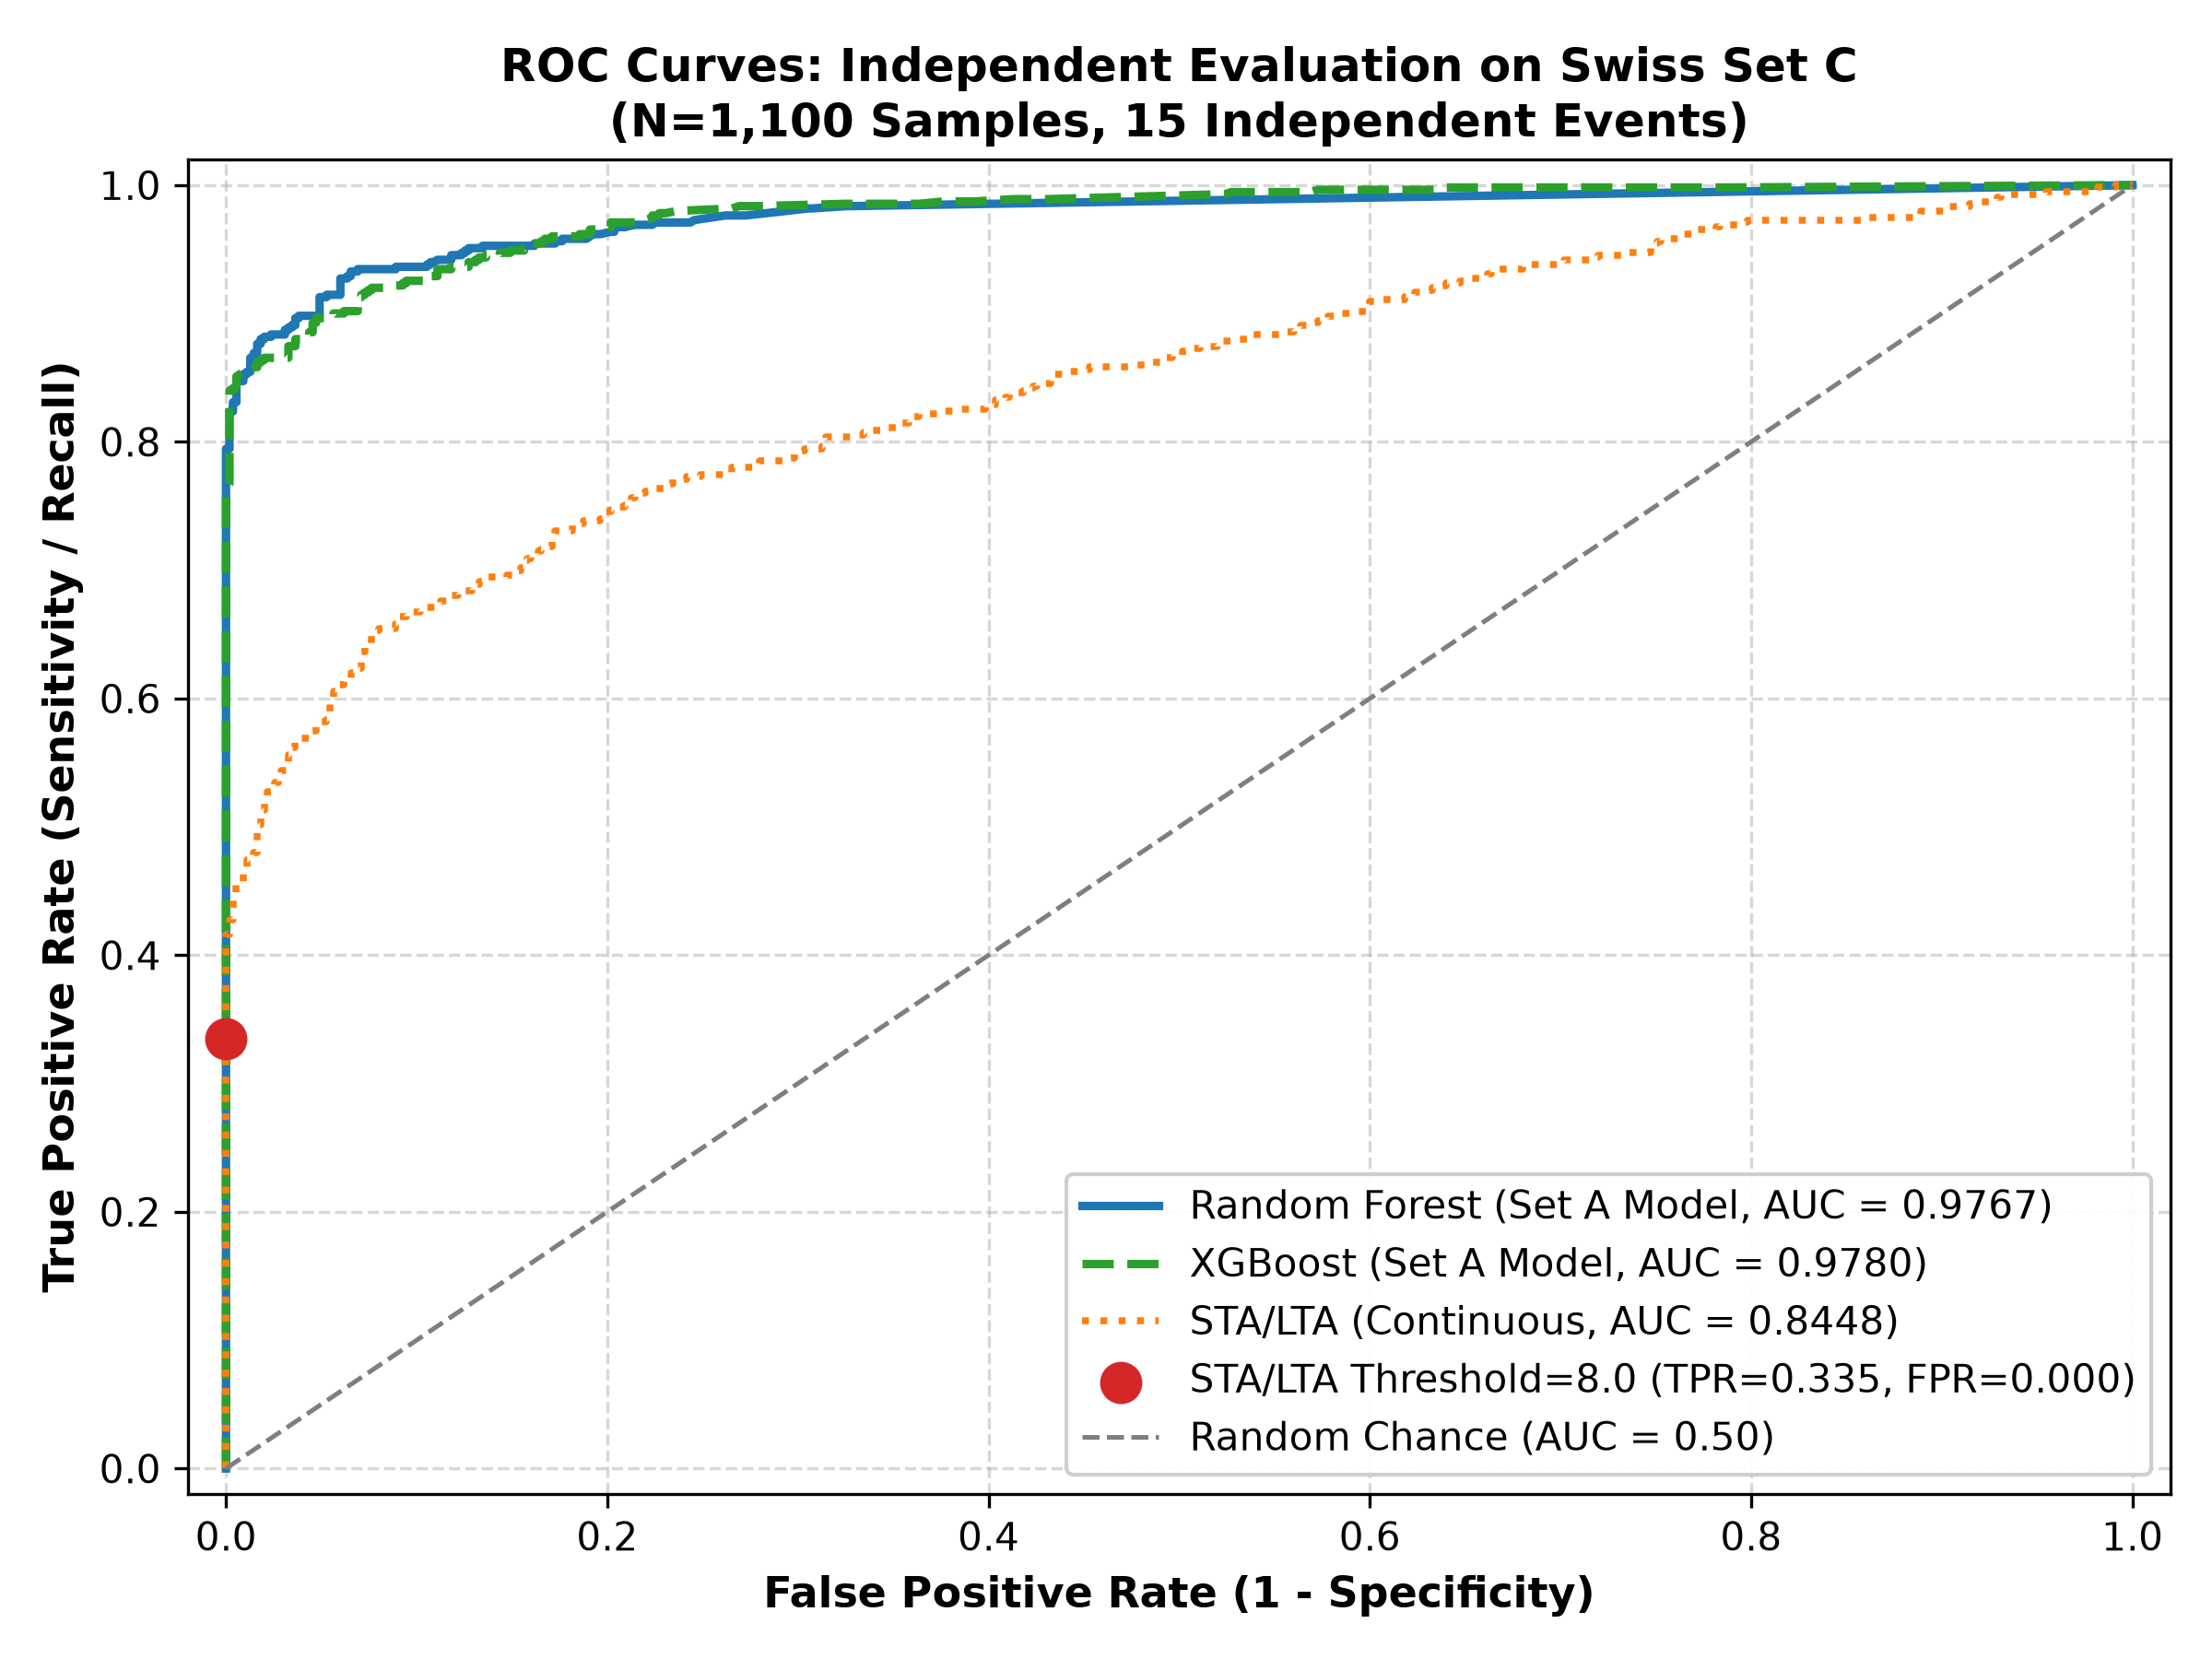 ROC Curves: Independent Evaluation on Swiss Set C
(N=1,100 Samples, 15 Independent Events)
True Positive Rate (Sensitivity / Recall)
1.0
0.8
0.6
0.4
0.2
0.0
Random Forest (Set A Model, AUC = 0.9767)
XGBoost (Set A Model, AUC = 0.9780)
STA/LTA (Continuous, AUC = 0.8448)
STA/LTA Threshold=8.0 (TPR=0.335, FPR=0.000)
Random Chance (AUC = 0.50)
0.0 0.2 0.4 0.6 0.8 1.0
False Positive Rate (1 - Specificity)